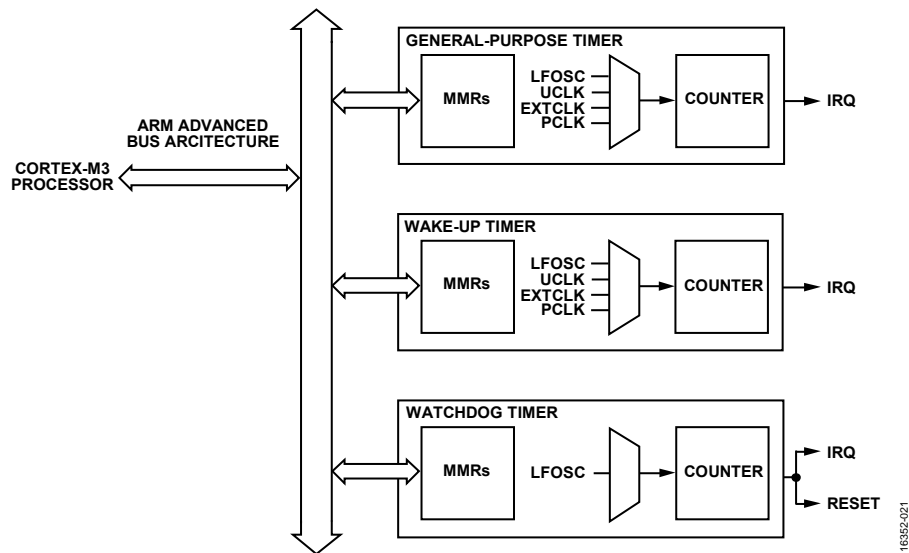 GENERAL-PURPOSE TIMER
MMRs
LFOSC
UCLK
EXTCLK
PCLK
COUNTER
IRQ
ARM ADVANCED
BUS ARCITECTURE
CORTEX-M3
PROCESSOR
WAKE-UP TIMER
MMRs
LFOSC
UCLK
EXTCLK
PCLK
COUNTER
IRQ
WATCHDOG TIMER
MMRs
LFOSC
COUNTER
IRQ
RESET
16352-021